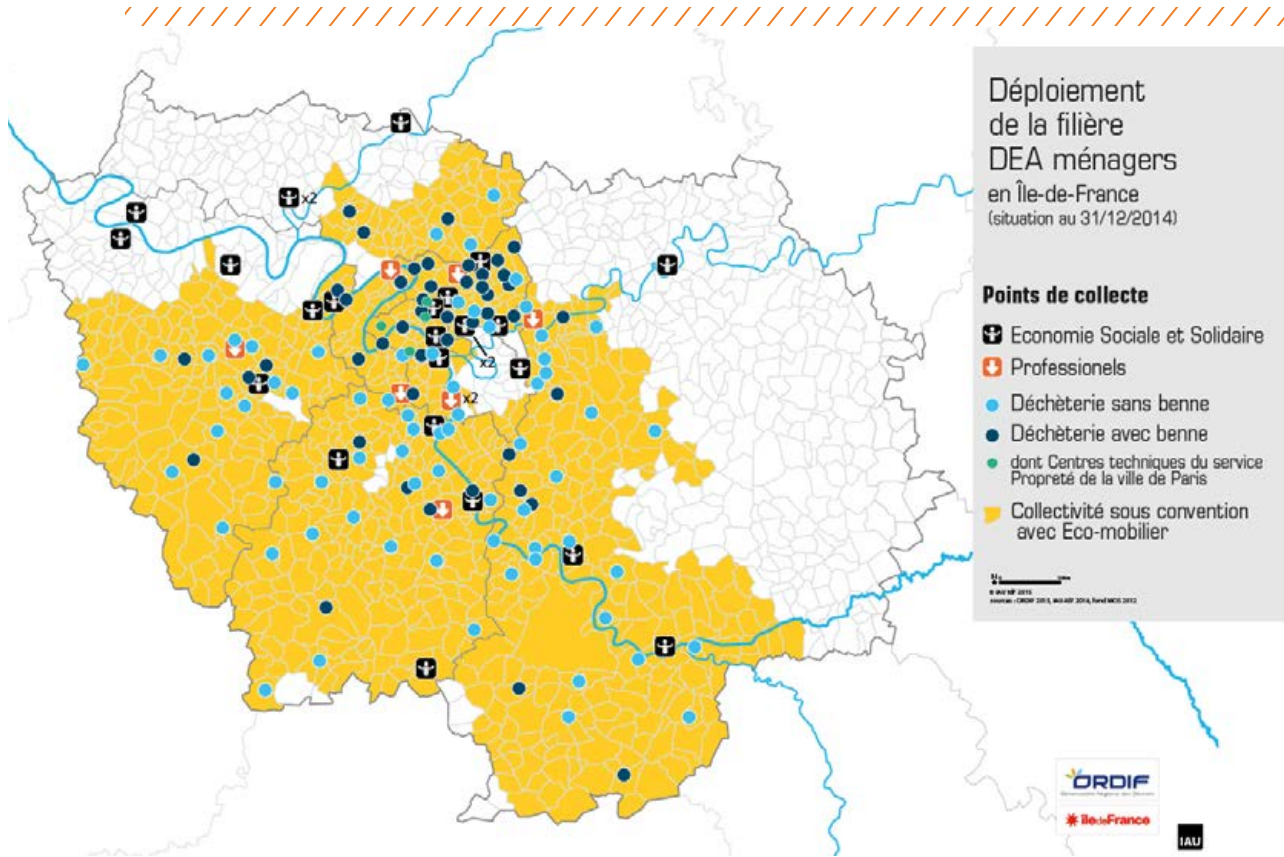 Déploiement
de la filière
DEA ménagers
en Île-de-France
(situation au 31/12/2014)
Points de collecte
Economie Sociale et Solidaire
Professionels
Déchèterie sans benne
Déchèterie avec benne
dont Centres techniques du service
Propreté de la ville de Paris
Collectivité sous convention
avec Eco-mobilier
x2
x2
x2
ORDIF
îledeFrance
IAU